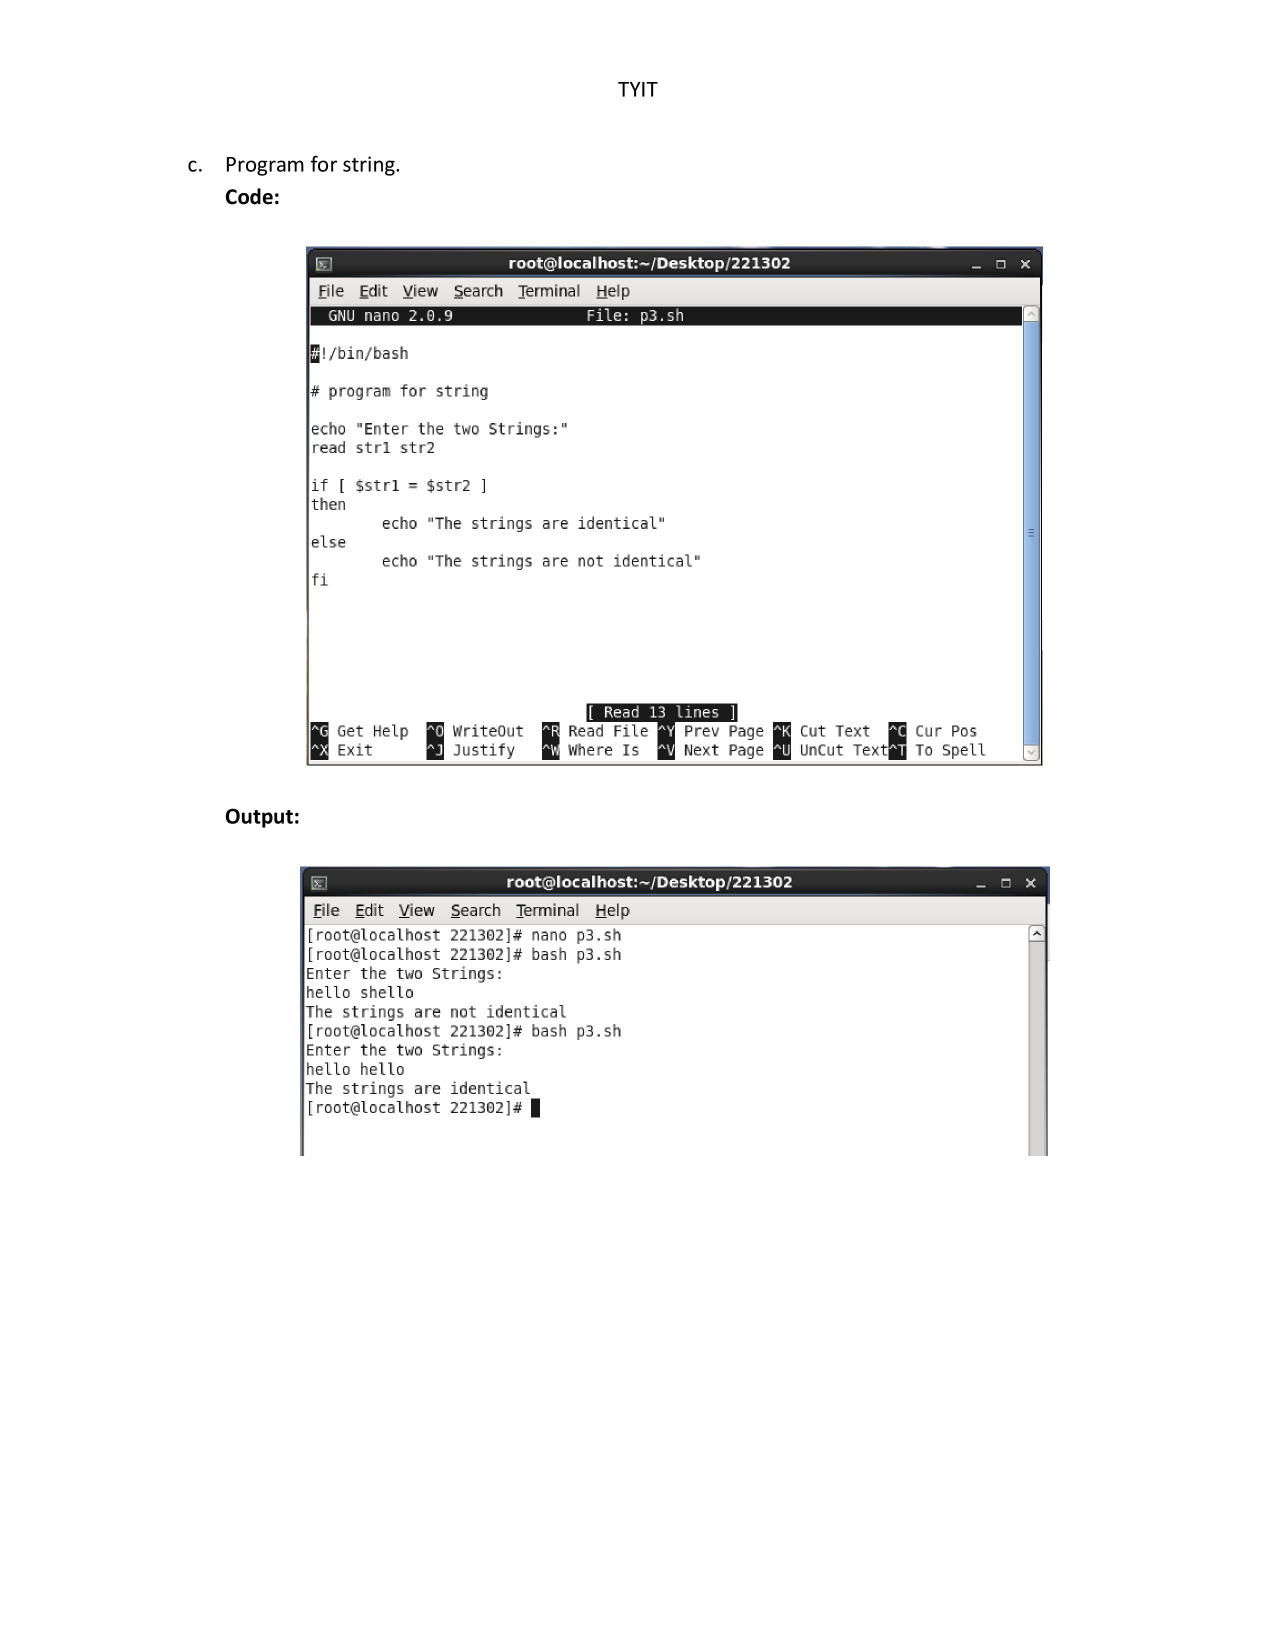 TYIT
c. Program for string.
Code:
root@localhost:~/Desktop/221302
File Edit View Search Terminal Help
GNU nano 2.0.9 File: p3.sh
#!/bin/bash
# program for string
echo "Enter the two Strings:"
read str1 str2
if [ $str1 = $str2 ]
then
echo "The strings are identical"
else
echo "The strings are not identical"
fi
[ Read 13 lines ]
^G Get Help ^O WriteOut ^R Read File ^Y Prev Page ^K Cut Text ^C Cur Pos
^X Exit ^J Justify ^W Where Is ^V Next Page ^U UnCut Text ^T To Spell
Output:
root@localhost:~/Desktop/221302
File Edit View Search Terminal Help
[root@localhost 221302]# nano p3.sh
[root@localhost 221302]# bash p3.sh
Enter the two Strings:
hello shello
The strings are not identical
[root@localhost 221302]# bash p3.sh
Enter the two Strings:
hello hello
The strings are identical
[root@localhost 221302]#